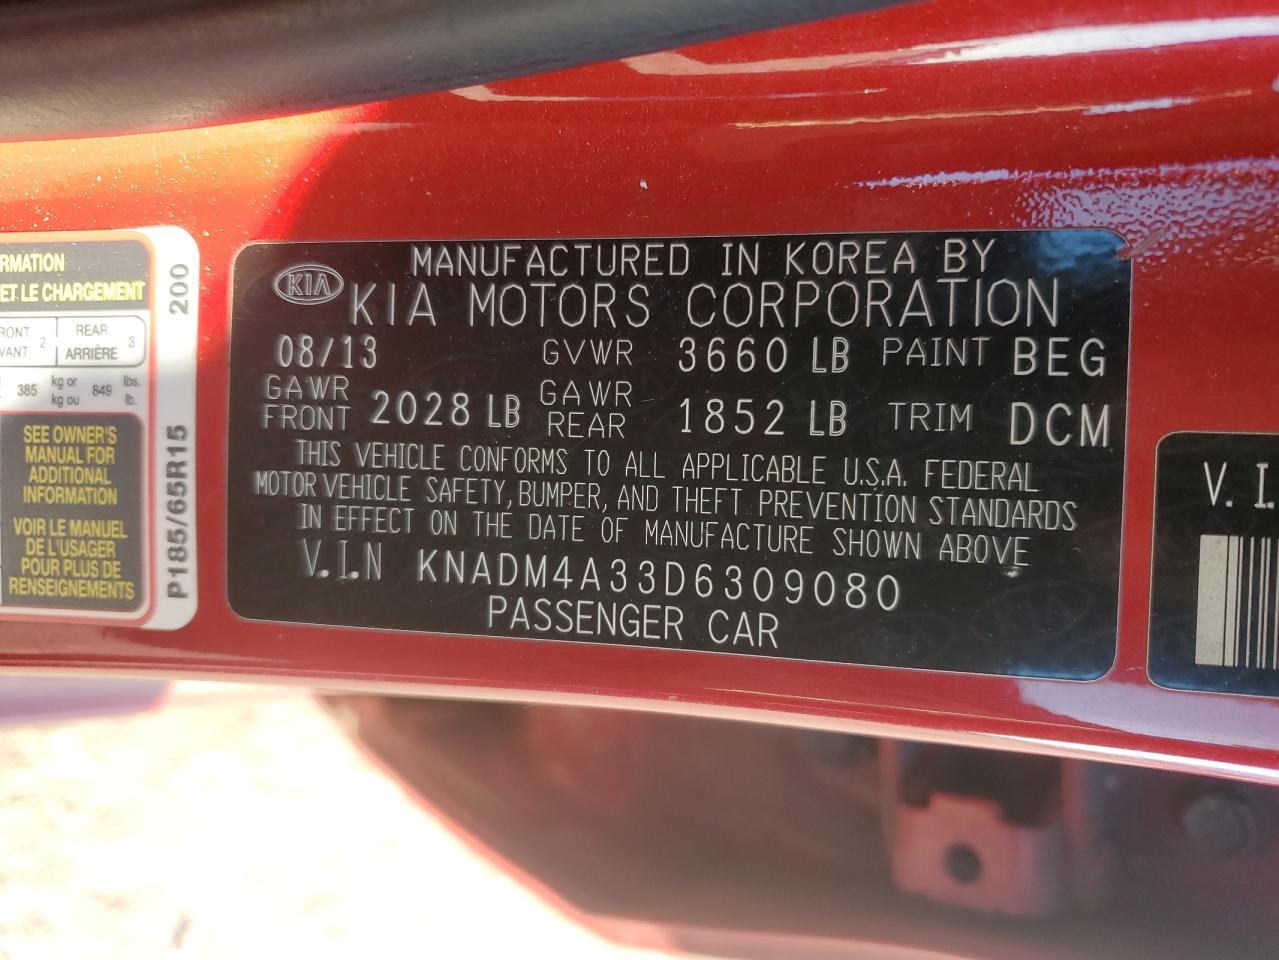 RMATION
ET LE CHARGEMENT
RONT
VANT 2
REAR
ARRIÈRE 3
385 kg or
kg ou 849 lbs.
lb.
SEE OWNER'S
MANUAL FOR
ADDITIONAL
INFORMATION
VOIR LE MANUEL
DE L'USAGER
POUR PLUS DE
RENSEIGNEMENTS
P185/65R15
200
KIA
MANUFACTURED IN KOREA BY
KIA MOTORS CORPORATION
08/13 GVWR 3660 LB PAINT BEG
GAWR
FRONT 2028 LB GAWR
REAR 1852 LB TRIM DCM
THIS VEHICLE CONFORMS TO ALL APPLICABLE U.S.A. FEDERAL
MOTOR VEHICLE SAFETY, BUMPER, AND THEFT PREVENTION STANDARDS
IN EFFECT ON THE DATE OF MANUFACTURE SHOWN ABOVE
V.I.N KNADM4A33D6309080
PASSENGER CAR
V. I.